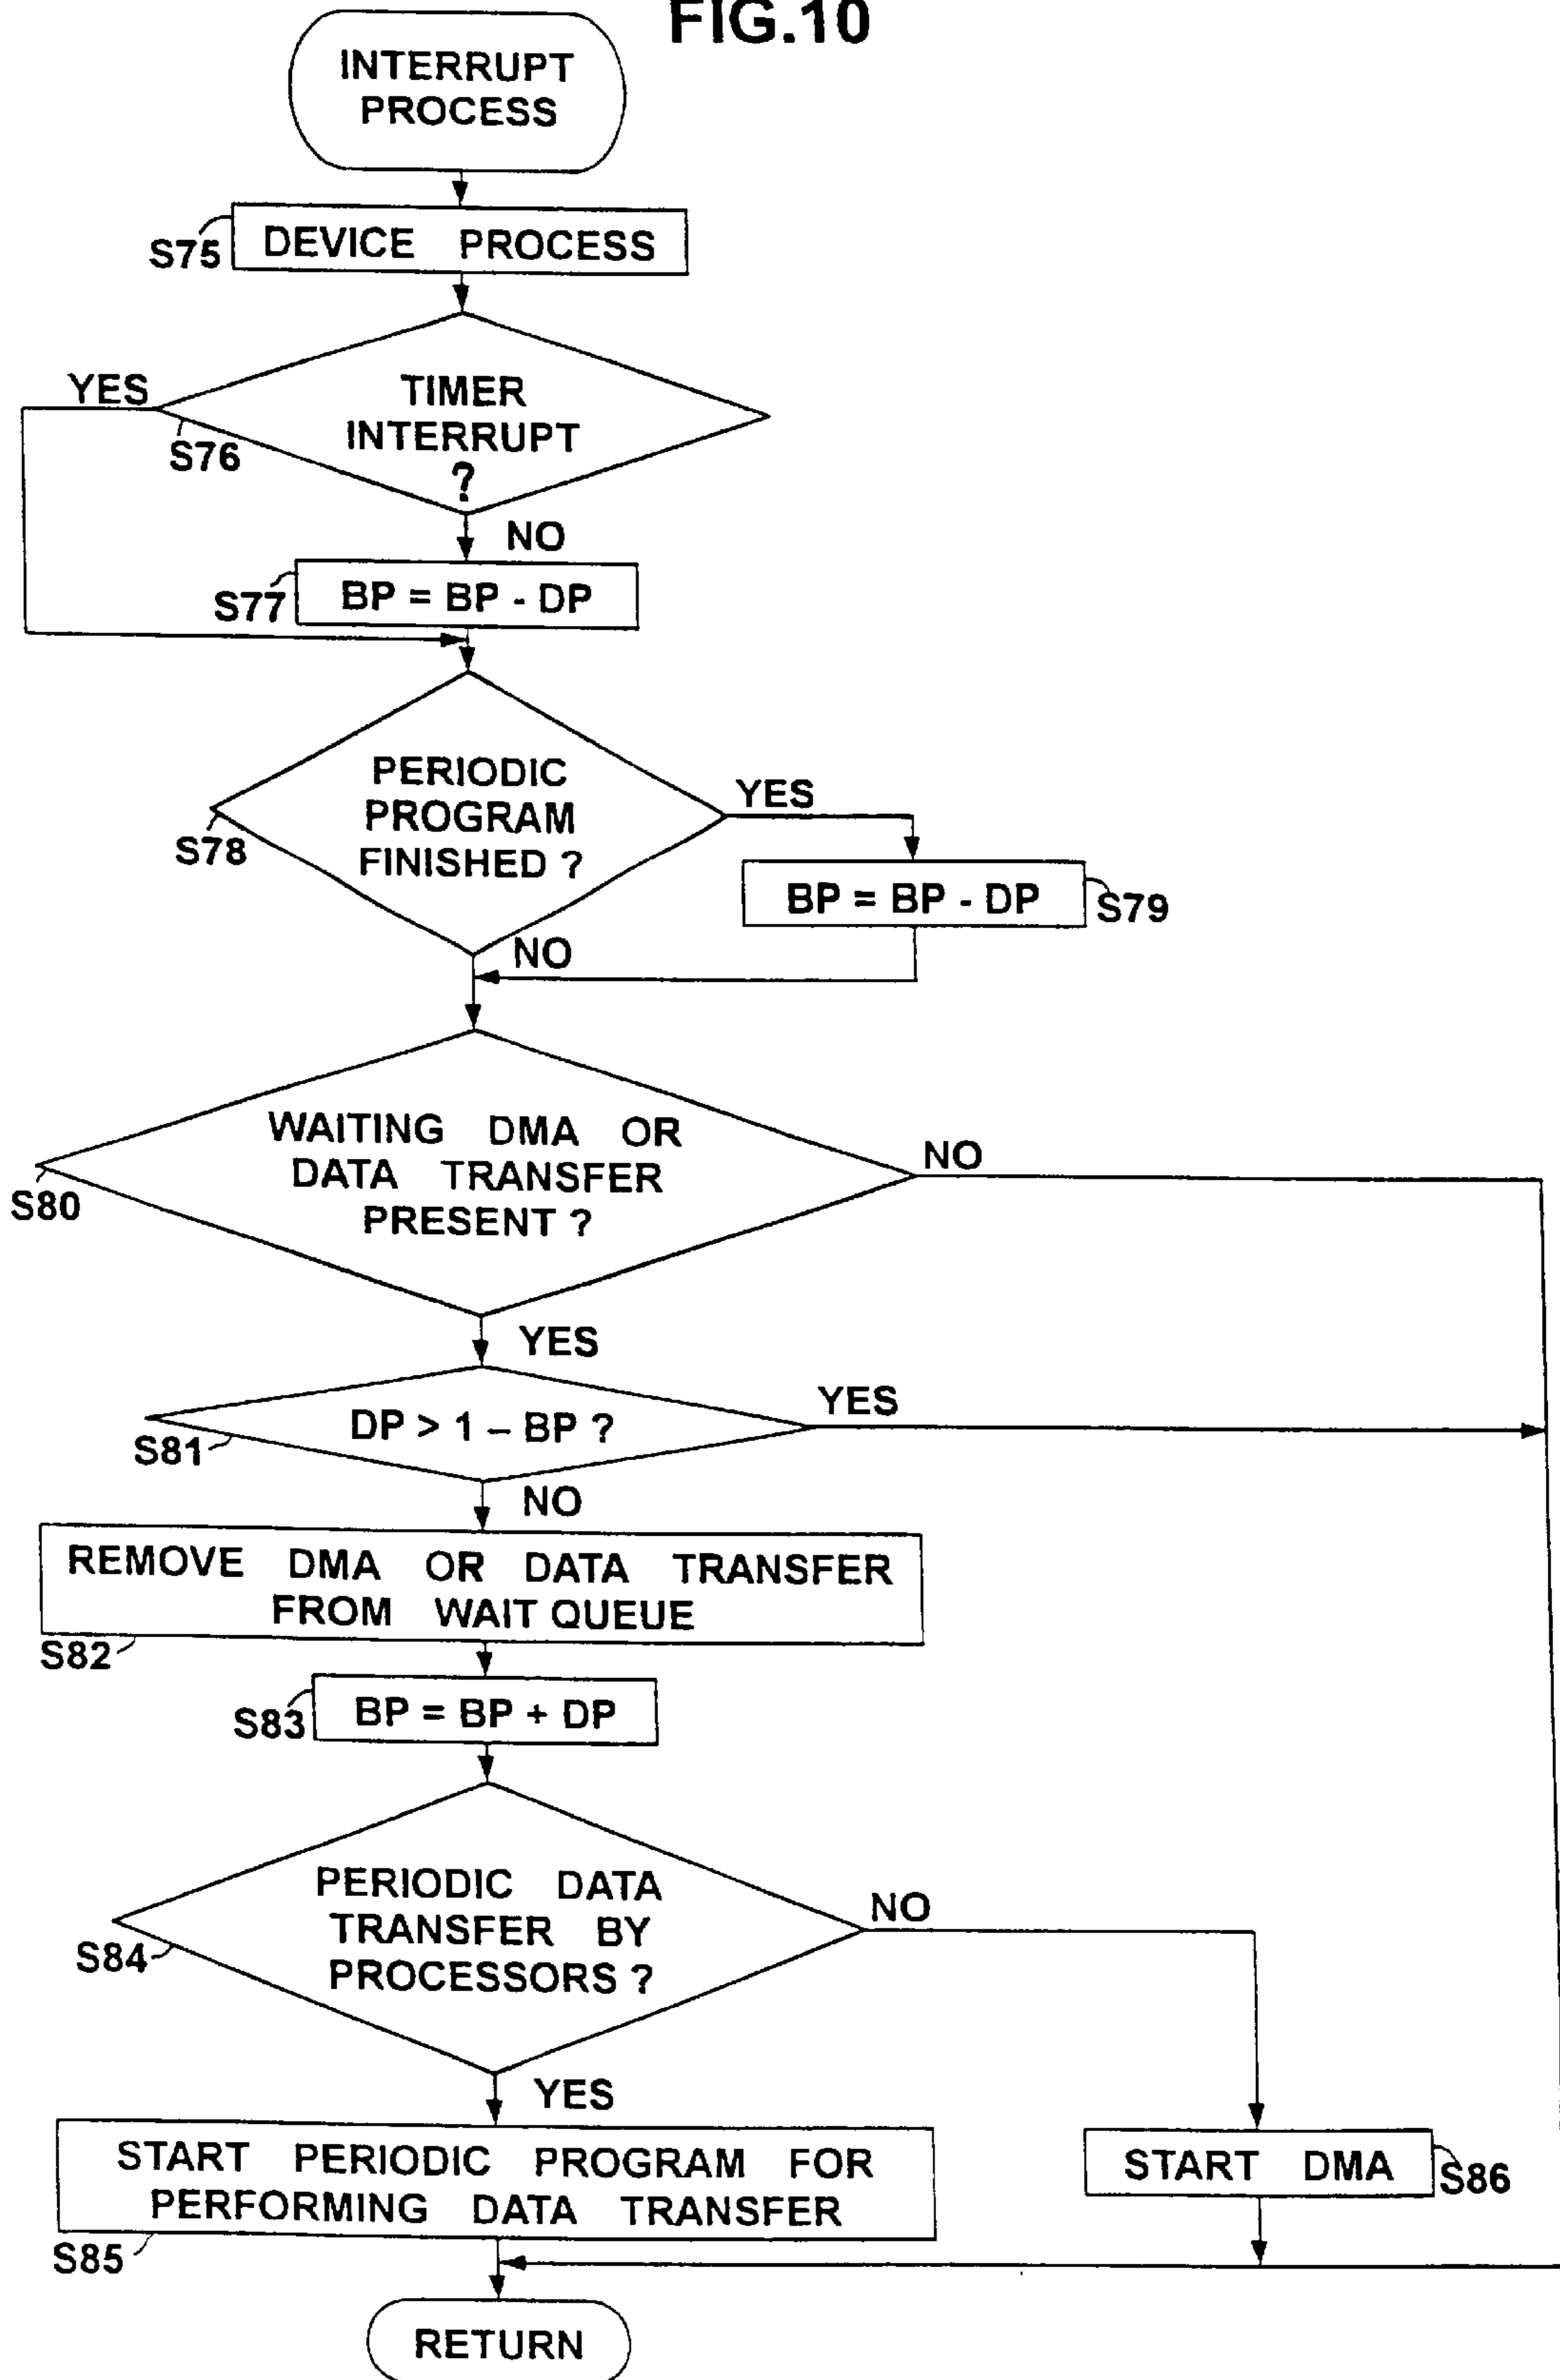 FIG.10
INTERRUPT
PROCESS
S75
DEVICE PROCESS
YES
TIMER
INTERRUPT
?
S76
NO
S77
BP = BP - DP
PERIODIC
PROGRAM
FINISHED ?
S78
YES
BP = BP - DP
S79
NO
WAITING DMA OR
DATA TRANSFER
PRESENT ?
S80
NO
YES
DP > 1 – BP ?
S81
YES
NO
REMOVE DMA OR DATA TRANSFER
FROM WAIT QUEUE
S82
S83
BP = BP + DP
PERIODIC DATA
TRANSFER BY
PROCESSORS ?
S84
NO
YES
START PERIODIC PROGRAM FOR
PERFORMING DATA TRANSFER
S85
START DMA
S86
RETURN